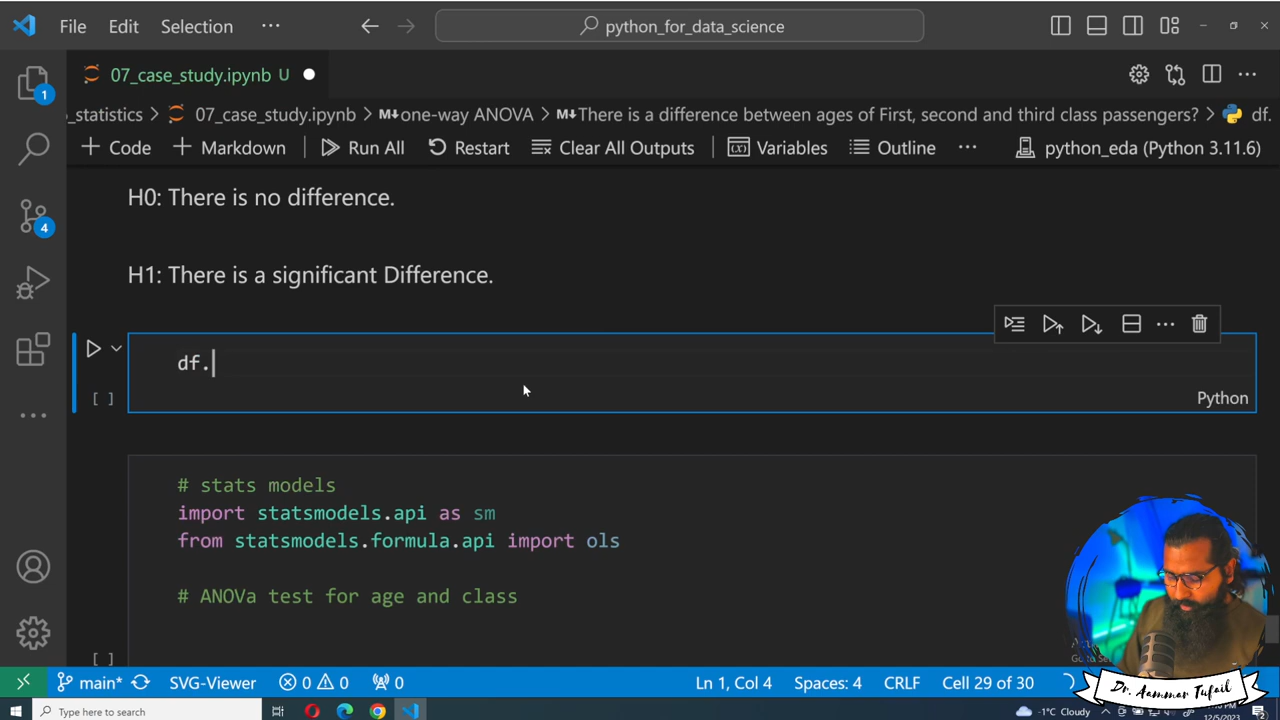 File Edit Selection ··· python_for_data_science
07_case_study.ipynb U
_statistics > 07_case_study.ipynb > M↓one-way ANOVA > M↓There is a difference between ages of First, second and third class passengers? > df.
+ Code + Markdown Run All Restart Clear All Outputs Variables Outline ··· python_eda (Python 3.11.6)
H0: There is no difference.
H1: There is a significant Difference.
df.
[ ] Python
# stats models
import statsmodels.api as sm
from statsmodels.formula.api import ols
# ANOVa test for age and class
[ ]
1
4
main* SVG-Viewer 0 0 0 Ln 1, Col 4 Spaces: 4 CRLF Cell 29 of 30
Dr. Aammar Tufail
Type here to search -1°C Cloudy 12/5/2023